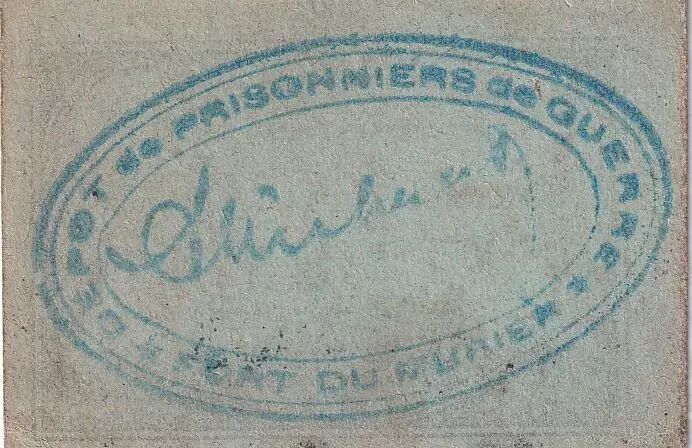 DEPOT de PRISONNIERS de GUERRE
FORT DU MURIER